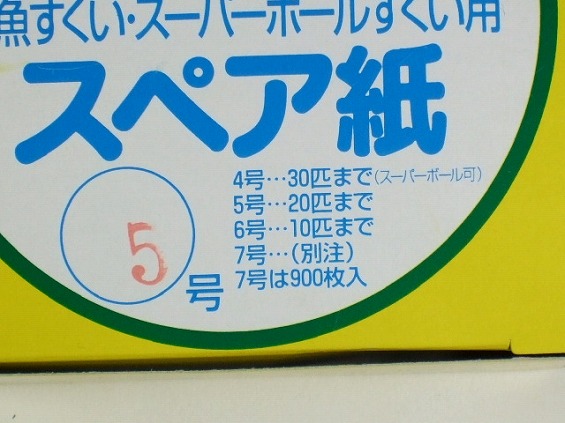 魚すくい・スーパーボールすくい用
スペア紙
5号
4号…30匹まで(スーパーボール可)
5号…20匹まで
6号…10匹まで
7号…(別注)
7号は900枚入